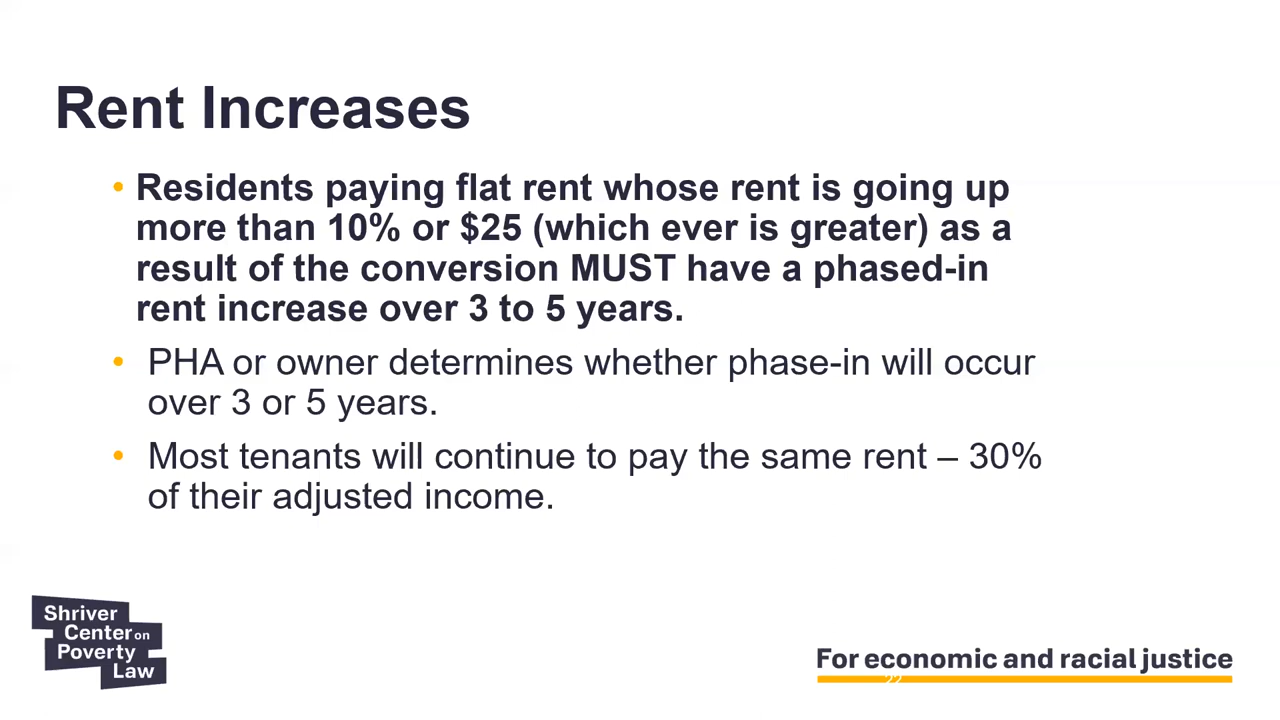 Rent Increases
• Residents paying flat rent whose rent is going up
more than 10% or $25 (which ever is greater) as a
result of the conversion MUST have a phased-in
rent increase over 3 to 5 years.
• PHA or owner determines whether phase-in will occur
over 3 or 5 years.
• Most tenants will continue to pay the same rent – 30%
of their adjusted income.
Shriver
Center on
Poverty
Law
For economic and racial justice
22